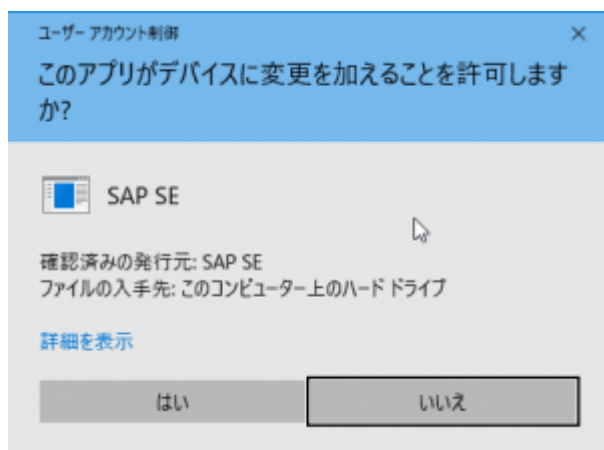 ユーザー アカウント制御
このアプリがデバイスに変更を加えることを許可します
か?
SAP SE
確認済みの発行元: SAP SE
ファイルの入手先: このコンピューター上のハード ドライブ
詳細を表示
はい
いいえ